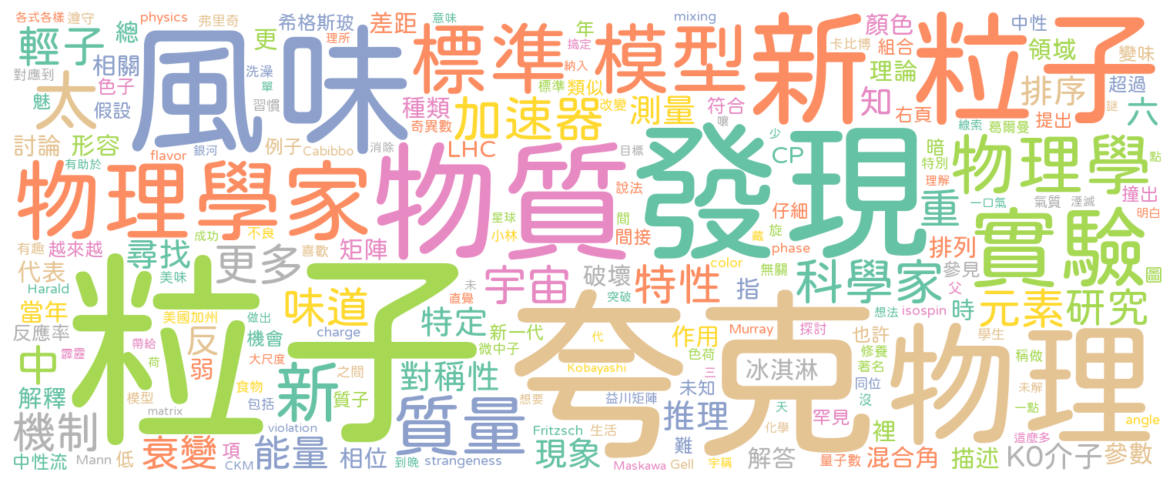 各式各樣 遵守 physics 弗里奇 希格斯玻 差距 意味 年 mixing 顏色 中性
輕子 總 風味 理所 更 標準 模型 新 卡比博 組合 領域 變味 粒子
對應到 相關 洗澡 搞定 納入 理論 超過
魅 色子 單 種類 標準 類似 測量 符合 知 右頁 排序 六
太 假設 習慣 奇異數 加速器 改變 嚷 提出 謎
討論 形容 銀河 例子 Cabibbo 消除 LHC 目標 少 CP 暗 線索 葛爾曼 點
有助於 flavor 物質 發現 特別 物理學 撞出
物理學家 說法 仔細 理解 一口氣 氣質 湮滅 明白
星球 間 旋 重 實驗
有趣 越來越 尋找 成功 不良 喜歡 矩陣 小林 間接 藏 phase 排列
代表 更多 未 宇宙 破壞 color 無關 科學家 參見 圖
Harald 美味 直覺 突破 特性 指 父 時
當年 粒子 美國加州 做出 味道 charge 特定 新一代 夸克 代 作用 Murray 想法 isospin 元素 研究
反應率 反 機會 微中子 探討 也許 物理 學生
中 弱 霹靂 帶給 荷 大尺度 之間 對稱性 Kobayashi 色荷 三 冰淇淋 修養 著名 稱做 未解
解釋 模型 食物 新 質子 質量 想要 益川矩陣 未知 同位 沒 一點
機制 matrix 包括 生活 Fritzsch 推理 天 罕見 裡 這麼多
衰變 項 violation 能量 現象 難 化學 宇稱 angle
中性流 Mann 低 CKM 相位 到晚 strangeness Maskawa Gell 解答 量子數 混合角 描述 K0介子 參數